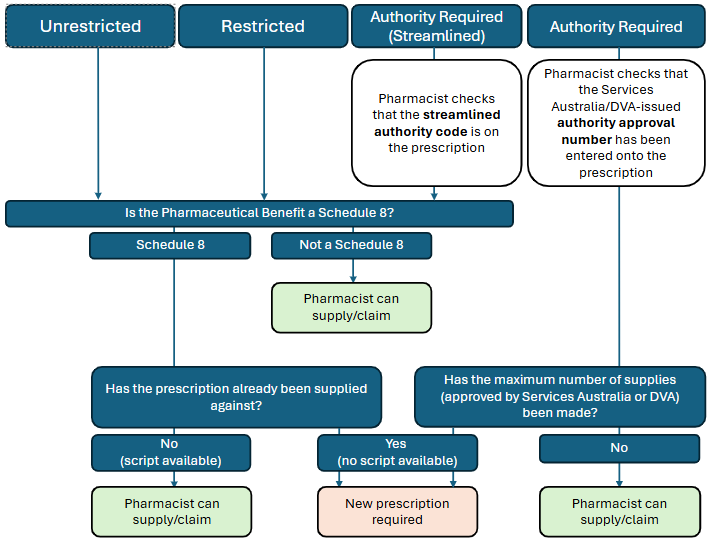 Unrestricted
Restricted
Authority Required
(Streamlined)
Authority Required
Pharmacist checks
that the streamlined
authority code is on
the prescription
Pharmacist checks that
the Services
Australia/DVA-issued
authority approval
number has been
entered onto the
prescription
Is the Pharmaceutical Benefit a Schedule 8?
Schedule 8
Not a Schedule 8
Pharmacist can
supply/claim
Has the prescription already been supplied
against?
Has the maximum number of supplies
(approved by Services Australia or DVA)
been made?
No
(script available)
Yes
(no script available)
No
Pharmacist can
supply/claim
New prescription
required
Pharmacist can
supply/claim